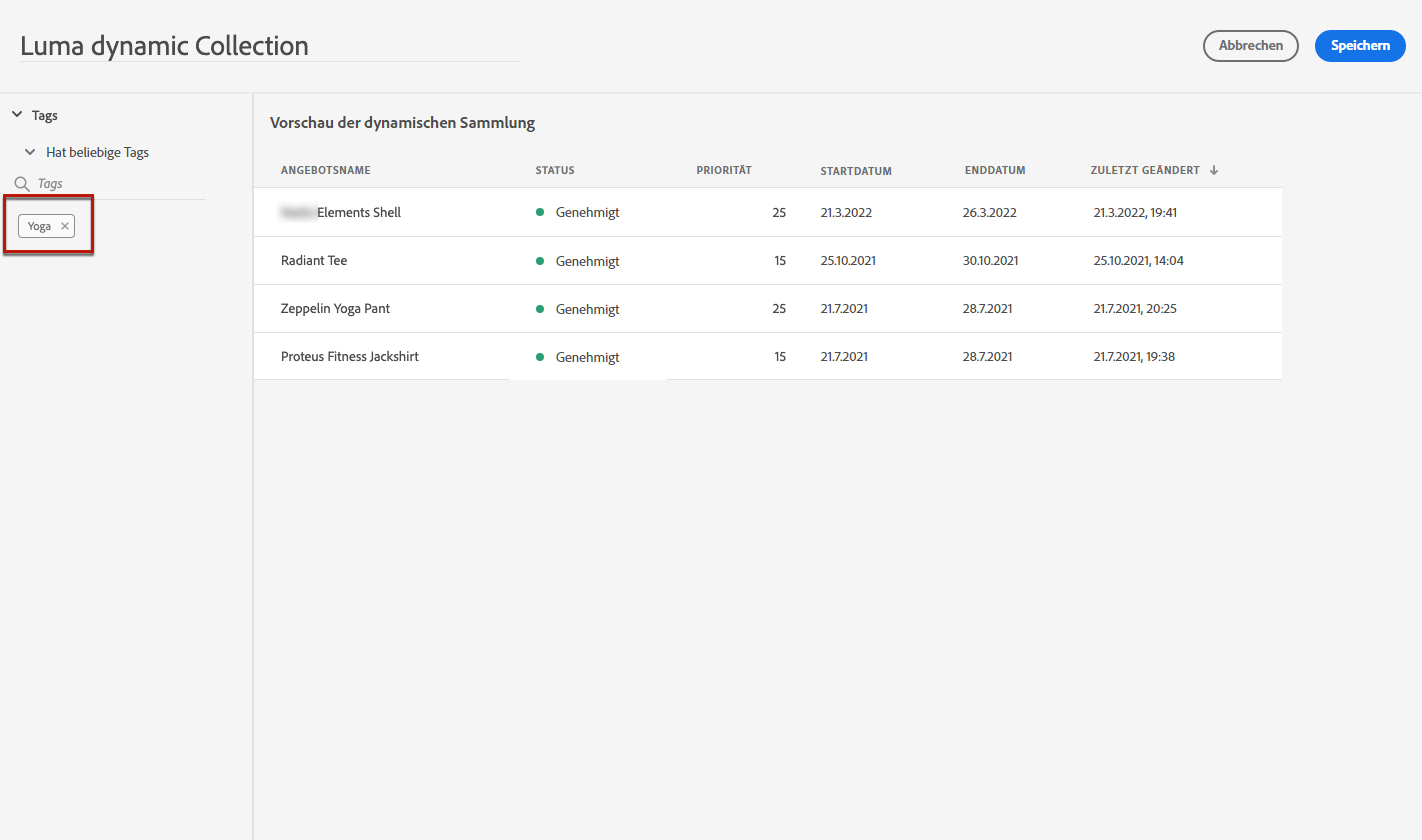 Luma dynamic Collection
Abbrechen
Speichern
Tags
Hat beliebige Tags
Tags
Yoga
Vorschau der dynamischen Sammlung
ANGEBOTSNAME STATUS PRIORITÄT STARTDATUM ENDDATUM ZULETZT GEÄNDERT
Elements Shell Genehmigt 25 21.3.2022 26.3.2022 21.3.2022, 19:41
Radiant Tee Genehmigt 15 25.10.2021 30.10.2021 25.10.2021, 14:04
Zeppelin Yoga Pant Genehmigt 25 21.7.2021 28.7.2021 21.7.2021, 20:25
Proteus Fitness Jackshirt Genehmigt 15 21.7.2021 28.7.2021 21.7.2021, 19:38